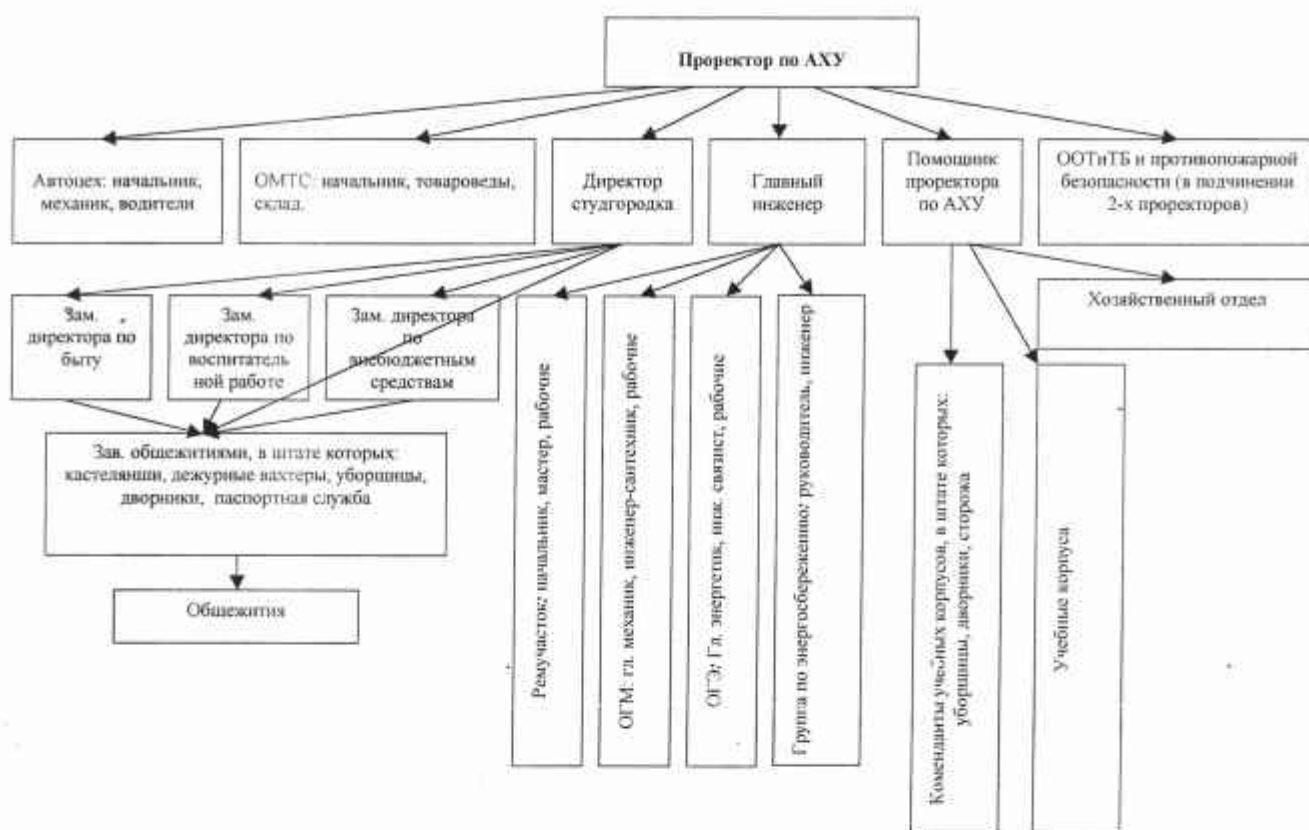 Проректор по АХУ
Автоцех: начальник,
механик, водители
ОМТС: начальник, товароведы,
склад.
Директор
студгородка
Главный
инженер
Помощник
проректора
по АХУ
ООТиТБ и противопожарной
безопасности (в подчинении
2-х проректоров)
Зам.
директора по
быту
Зам.
директора по
воспитатель
ной работе
Зам. директора
по
внебюджетным
средствам
Хозяйственный отдел
Зав. общежитиями, в штате которых:
кастелянши, дежурные вахтеры, уборщицы,
дворники, паспортная служба
Общежития
Ремучасток: начальник, мастер, рабочие
ОГМ: гл. механик, инженер-сантехник, рабочие
ОГЭ: Гл. энергетик, инж. связист, рабочие
Группа по энергосбережению: руководитель, инженер
Коменданты учебных корпусов, в штате которых:
уборщицы, дворники, сторожа
Учебные корпуса